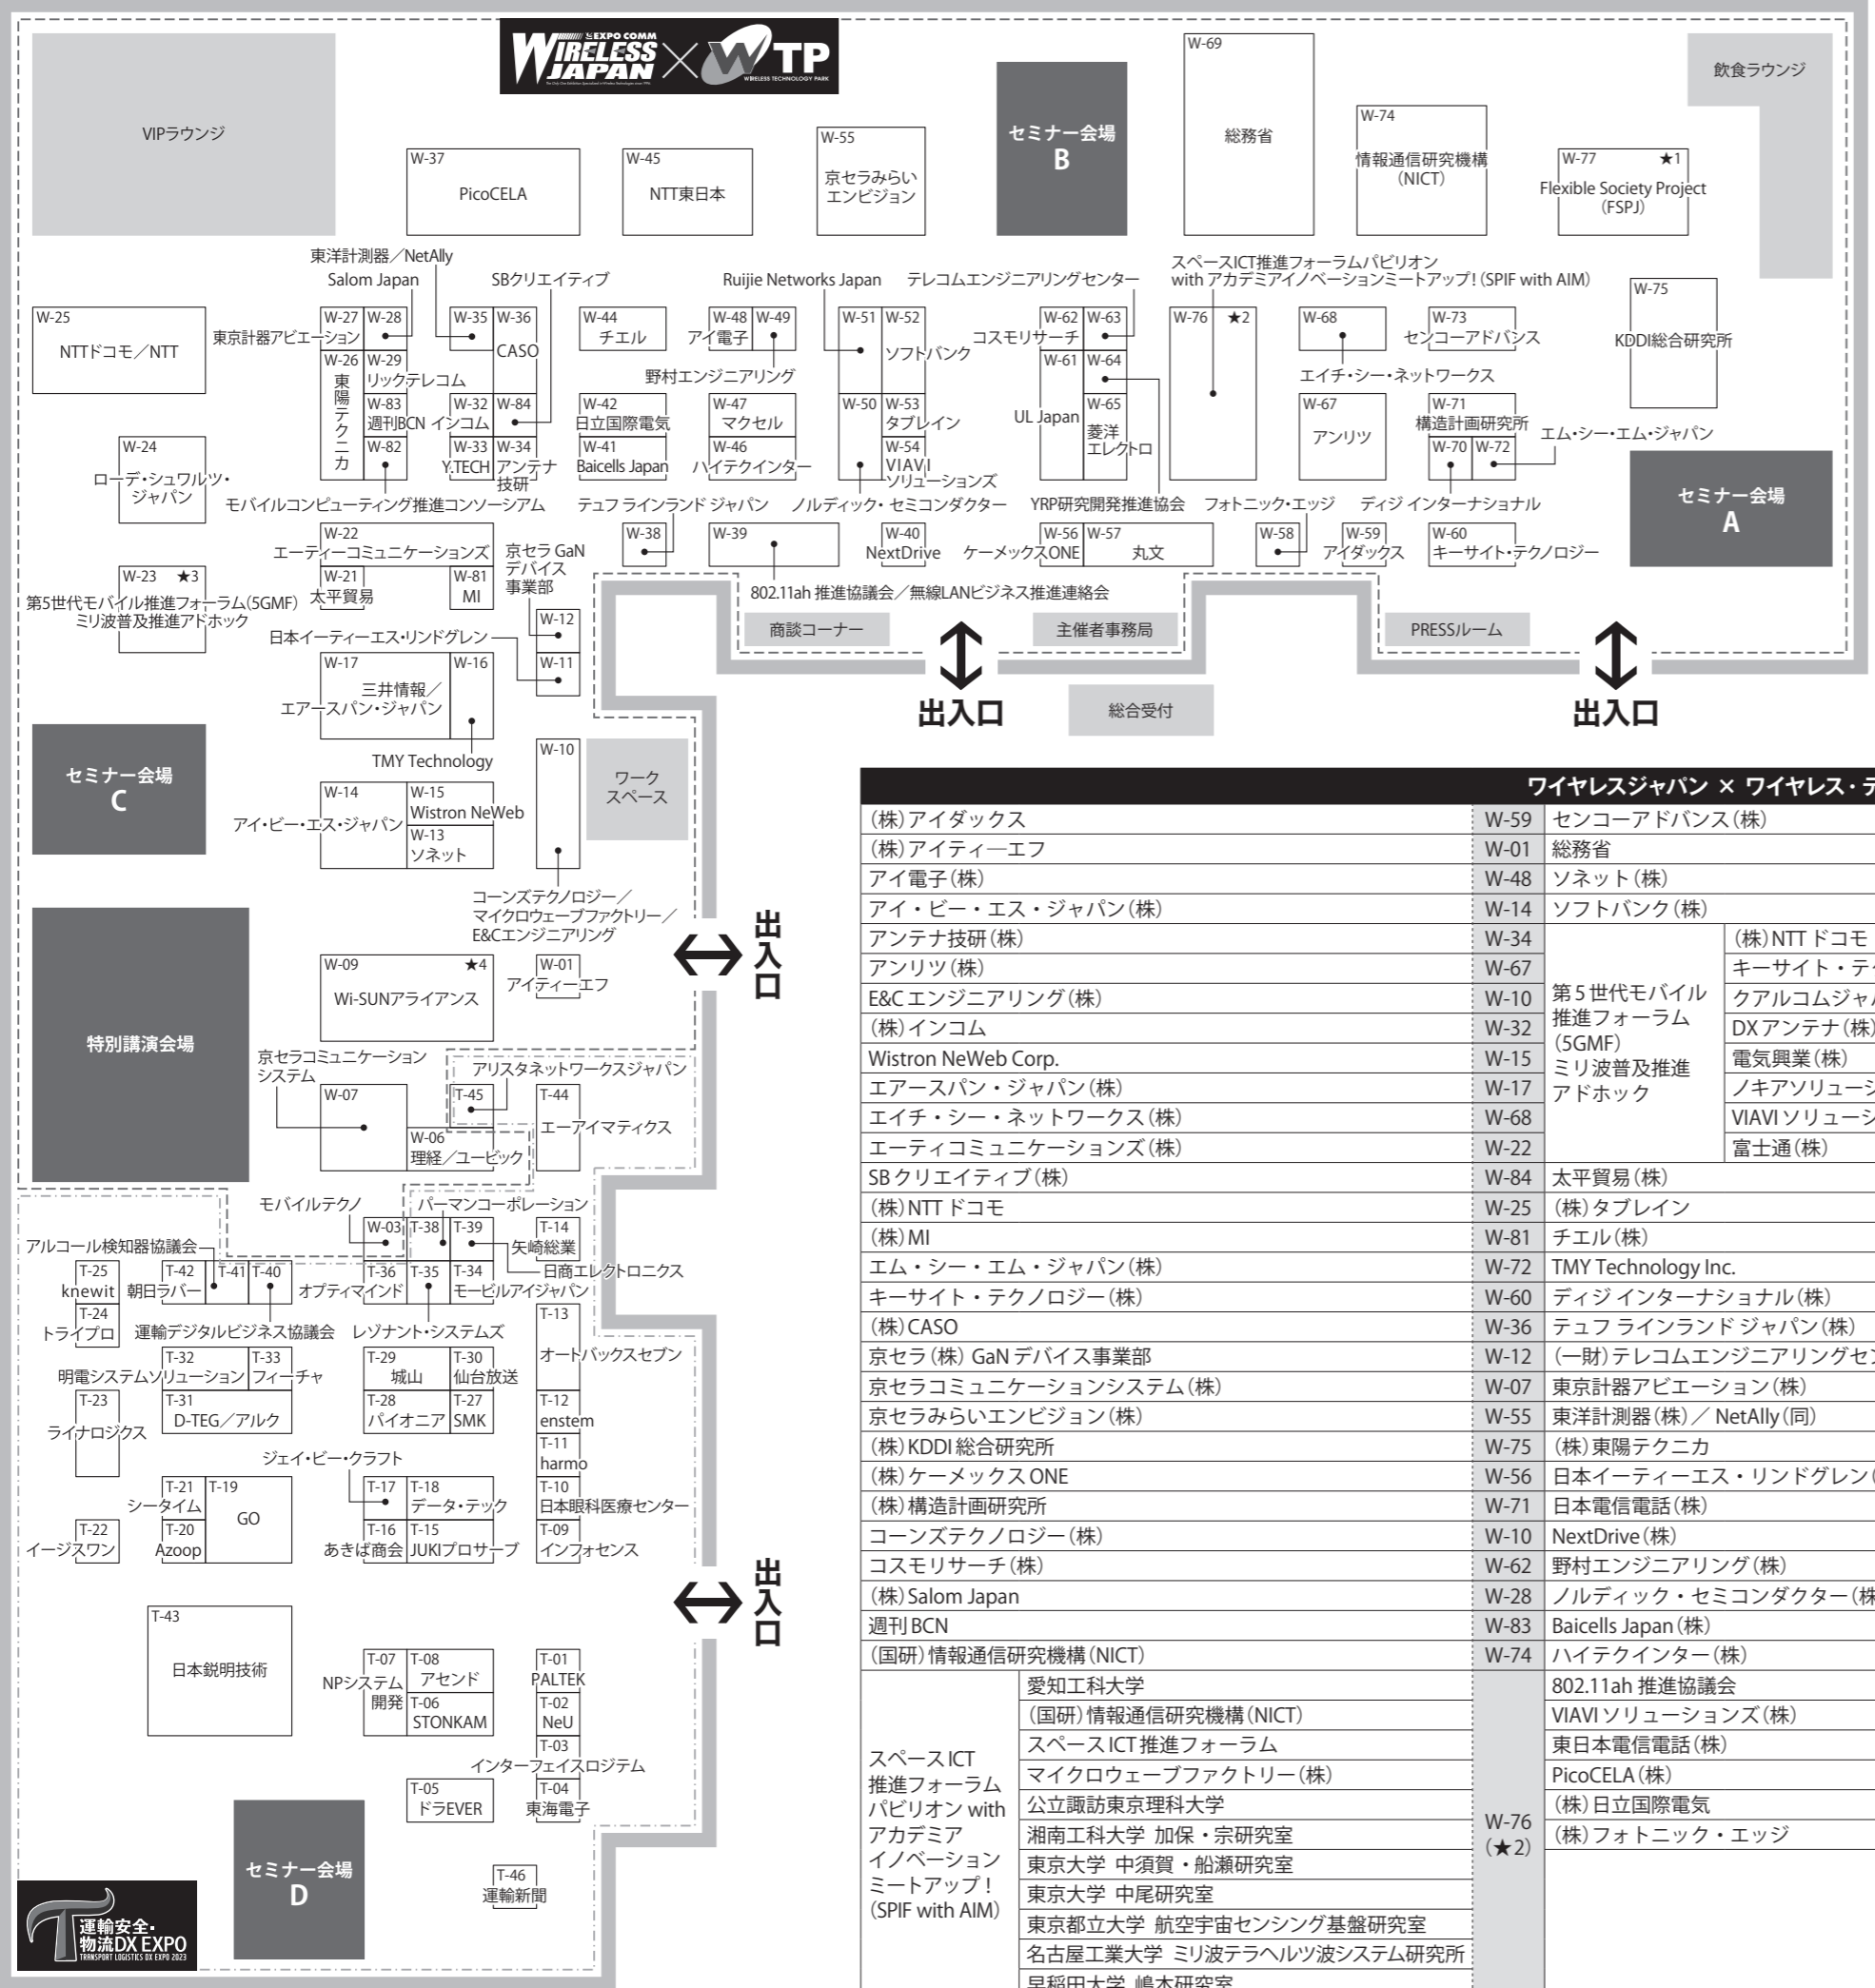 EXPO COMM
WIRELESS JAPAN × WTP
WIRELESS TECHNOLOGY PARK
VIPラウンジ
W-37
PicoCELA
W-45
NTT東日本
W-55
京セラみらい
エンビジョン
セミナー会場
B
W-69
総務省
W-74
情報通信研究機構
(NICT)
W-77 ★1
Flexible Society Project
(FSPJ)
飲食ラウンジ
東洋計測器/NetAlly
Salom Japan
SBクリエイティブ
Ruijie Networks Japan
テレコムエンジニアリングセンター
スペースICT推進フォーラムパビリオン
with アカデミアイノベーションミートアップ!(SPIF with AIM)
W-75
KDDI総合研究所
W-25
NTTドコモ/NTT
W-27
東京計器アビエーション
W-28
W-35
W-36
CASO
W-44
チエル
W-48
アイ電子
W-49
野村エンジニアリング
W-51
W-52
ソフトバンク
W-62
コスモリサーチ
W-63
W-76 ★2
W-68
エイチ・シー・ネットワークス
W-73
センコーアドバンス
W-26
東陽テクニカ
W-29
リックテレコム
W-61
UL Japan
W-64
W-83
週刊BCN
W-32
インコム
W-84
W-42
日立国際電気
W-47
マクセル
W-50
W-53
タブレイン
W-65
菱洋
エレクトロ
W-67
アンリツ
W-71
構造計画研究所
エム・シー・エム・ジャパン
W-24
ローデ・シュワルツ・
ジャパン
W-82
W-33
Y.TECH
W-34
アンテナ
技研
W-41
Baicells Japan
W-46
ハイテクインター
W-54
VIAVI
ソリューションズ
W-70
W-72
セミナー会場
A
モバイルコンピューティング推進コンソーシアム
テュフ ラインランド ジャパン
ノルディック・セミコンダクター
YRP研究開発推進協会
フォトニック・エッジ
ディジ インターナショナル
W-22
エーティーコミュニケーションズ
京セラ GaN
デバイス
事業部
W-38
W-39
W-40
NextDrive
W-56
ケーメックスONE
W-57
丸文
W-58
W-59
アイダックス
W-60
キーサイト・テクノロジー
W-23 ★3
第5世代モバイル推進フォーラム(5GMF)
ミリ波普及推進アドホック
W-21
太平貿易
W-81
MI
802.11ah 推進協議会/無線LANビジネス推進連絡会
W-12
日本イーティーエス・リンドグレン
W-11
商談コーナー
主催者事務局
PRESSルーム
出入口
総合受付
出入口
W-17
三井情報/
エアースパン・ジャパン
W-16
TMY Technology
セミナー会場
C
W-10
ワーク
スペース
W-14
アイ・ビー・エス・ジャパン
W-15
Wistron NeWeb
W-13
ソネット
コーンズテクノロジー/
マイクロウェーブファクトリー/
E&Cエンジニアリング
出入口
特別講演会場
W-09 ★4
Wi-SUNアライアンス
W-01
アイティーエフ
京セラコミュニケーション
システム
アリスタネットワークスジャパン
W-07
T-45
T-44
エーアイマティクス
W-06
理経/ユービック
モバイルテクノ
パーマンコーポレーション
W-03
T-38
T-39
T-14
矢崎総業
アルコール検知器協議会
日商エレクトロニクス
T-25
knewit
T-42
朝日ラバー
T-41
T-40
T-36
オプティマインド
T-35
T-34
モービルアイジャパン
T-24
トライプロ
運輸デジタルビジネス協議会
レゾナント・システムズ
T-13
オートバックスセブン
T-32
明電システムソリューション
T-33
フィーチャ
T-29
城山
T-30
仙台放送
T-23
ライナロジクス
T-31
D-TEG/アルク
T-28
パイオニア
T-27
SMK
T-12
enstem
T-11
harmo
ジェイ・ビー・クラフト
T-21
シータイム
T-19
GO
T-17
T-18
データ・テック
T-10
日本眼科医療センター
T-22
イージスワン
T-20
Azoop
T-16
あきば商会
T-15
JUKIプロサーブ
T-09
インフォセンス
出入口
T-43
日本鋭明技術
T-07
NPシステム
開発
T-08
アセンド
T-06
STONKAM
T-01
PALTEK
T-02
NeU
T-03
インターフェイスロジテム
T-05
ドラEVER
T-04
東海電子
セミナー会場
D
T-46
運輸新聞
運輸安全・
物流DX EXPO
TRANSPORT LOGISTICS DX EXPO 2023
ワイヤレスジャパン × ワイヤレス・テ
(株)アイダックス W-59
(株)アイティ―エフ W-01
アイ電子(株) W-48
アイ・ビー・エス・ジャパン(株) W-14
アンテナ技研(株) W-34
アンリツ(株) W-67
E&Cエンジニアリング(株) W-10
(株)インコム W-32
Wistron NeWeb Corp. W-15
エアースパン・ジャパン(株) W-17
エイチ・シー・ネットワークス(株) W-68
エーティコミュニケーションズ(株) W-22
SBクリエイティブ(株) W-84
(株)NTTドコモ W-25
(株)MI W-81
エム・シー・エム・ジャパン(株) W-72
キーサイト・テクノロジー(株) W-60
(株)CASO W-36
京セラ(株) GaNデバイス事業部 W-12
京セラコミュニケーションシステム(株) W-07
京セラみらいエンビジョン(株) W-55
(株)KDDI総合研究所 W-75
(株)ケーメックスONE W-56
(株)構造計画研究所 W-71
コーンズテクノロジー(株) W-10
コスモリサーチ(株) W-62
(株)Salom Japan W-28
週刊BCN W-83
(国研)情報通信研究機構(NICT) W-74
スペースICT
推進フォーラム
パビリオン with
アカデミア
イノベーション
ミートアップ!
(SPIF with AIM)
愛知工科大学
(国研)情報通信研究機構(NICT)
スペースICT推進フォーラム
マイクロウェーブファクトリー(株)
公立諏訪東京理科大学
湘南工科大学 加保・宗研究室
東京大学 中須賀・船瀬研究室
東京大学 中尾研究室
東京都立大学 航空宇宙センシング基盤研究室
名古屋工業大学 ミリ波テラヘルツ波システム研究所
早稲田大学 嶋本研究室
W-76
(★2)
センコーアドバンス(株)
総務省
ソネット(株)
ソフトバンク(株)
第5世代モバイル
推進フォーラム
(5GMF)
ミリ波普及推進
アドホック
(株)NTTドコモ
キーサイト・テ
クアルコムジャ
DXアンテナ(株)
電気興業(株)
ノキアソリューシ
VIAVIソリューシ
富士通(株)
太平貿易(株)
(株)タブレイン
チエル(株)
TMY Technology Inc.
ディジ インターナショナル(株)
テュフ ラインランド ジャパン(株)
(一財)テレコムエンジニアリングセ
東京計器アビエーション(株)
東洋計測器(株)/ NetAlly(同)
(株)東陽テクニカ
日本イーティーエス・リンドグレン(
日本電信電話(株)
NextDrive(株)
野村エンジニアリング(株)
ノルディック・セミコンダクター(株
Baicells Japan(株)
ハイテクインター(株)
802.11ah 推進協議会
VIAVIソリューションズ(株)
東日本電信電話(株)
PicoCELA(株)
(株)日立国際電気
(株)フォトニック・エッジ